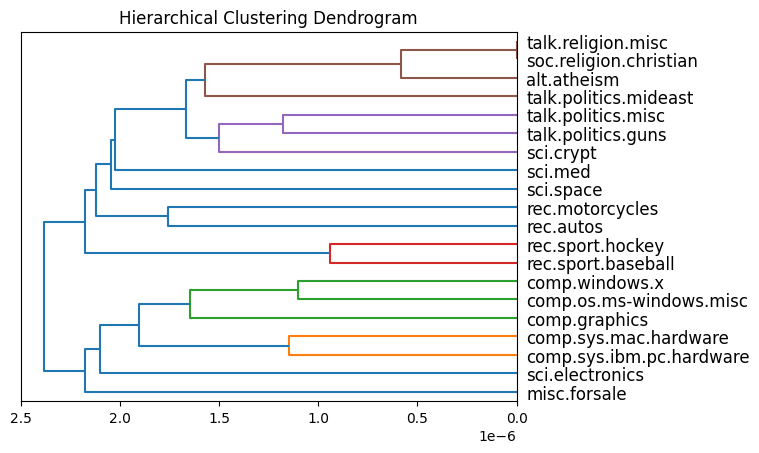 Hierarchical Clustering Dendrogram
talk.religion.misc
soc.religion.christian
alt.atheism
talk.politics.mideast
talk.politics.misc
talk.politics.guns
sci.crypt
sci.med
sci.space
rec.motorcycles
rec.autos
rec.sport.hockey
rec.sport.baseball
comp.windows.x
comp.os.ms-windows.misc
comp.graphics
comp.sys.mac.hardware
comp.sys.ibm.pc.hardware
sci.electronics
misc.forsale
2.5 2.0 1.5 1.0 0.5 0.0
1e−6